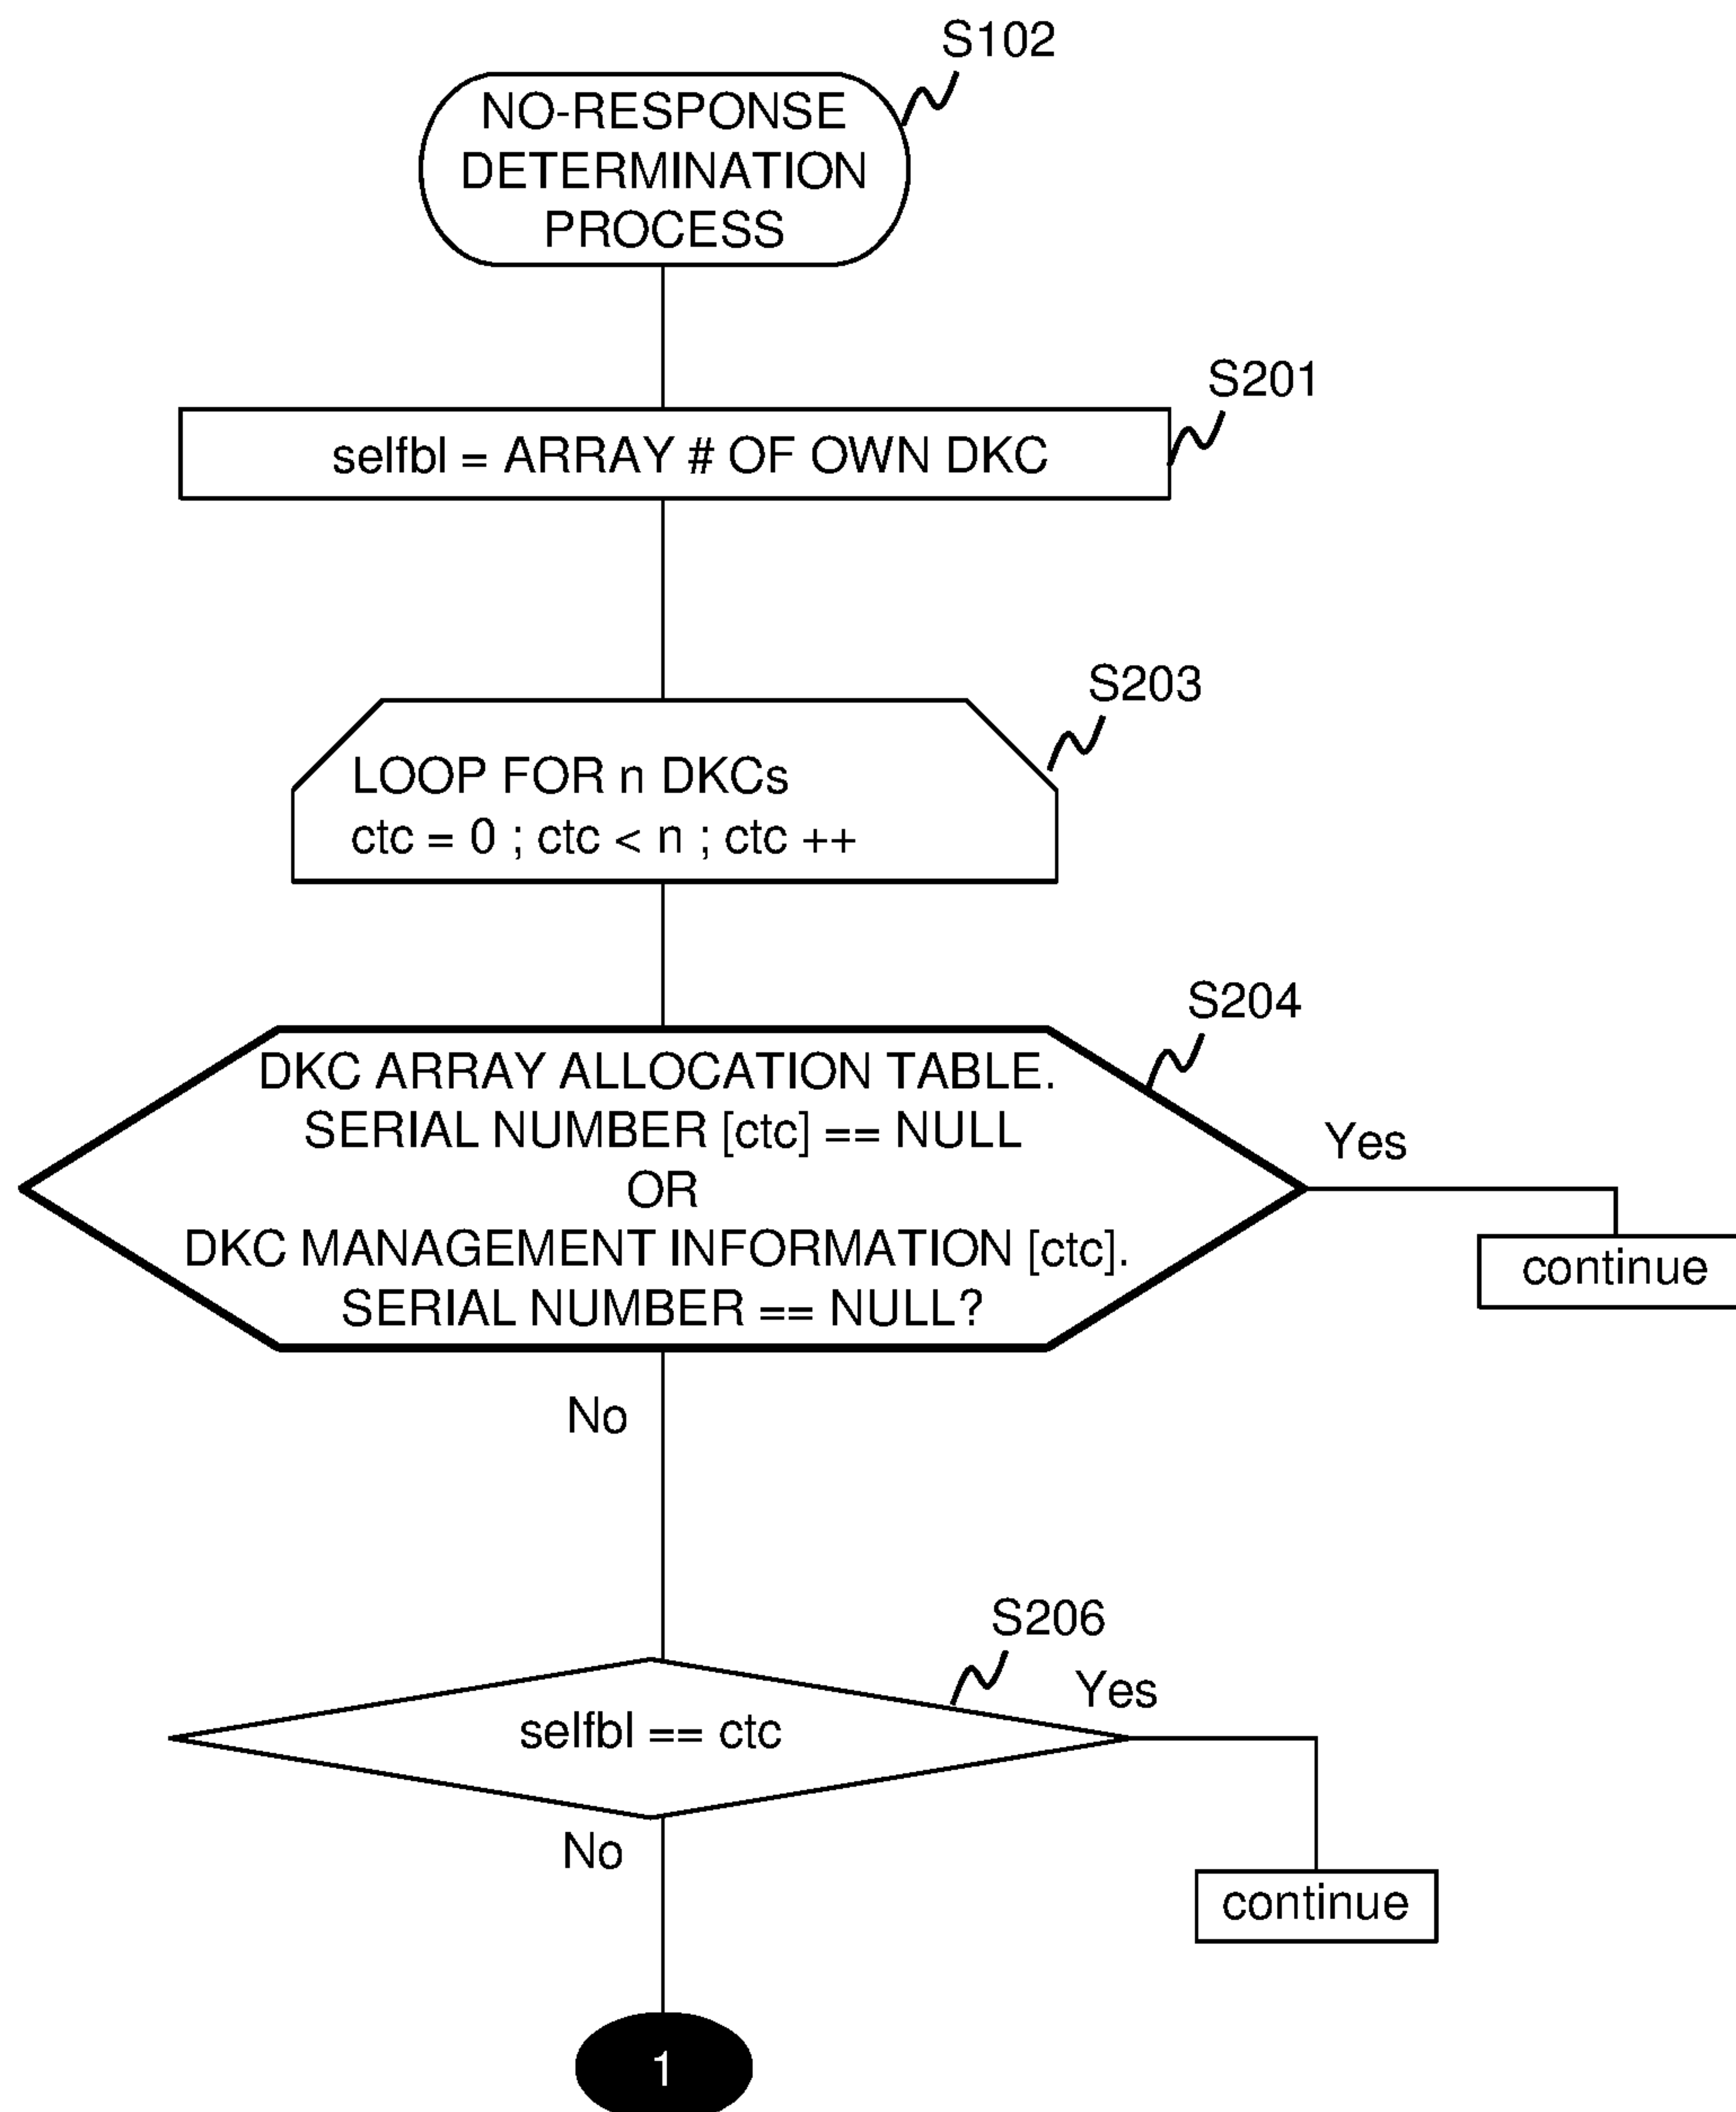 S102
NO-RESPONSE
DETERMINATION
PROCESS
S201
selfbl = ARRAY # OF OWN DKC
S203
LOOP FOR n DKCs
ctc = 0 ; ctc < n ; ctc ++
S204
DKC ARRAY ALLOCATION TABLE.
SERIAL NUMBER [ctc] == NULL
OR
DKC MANAGEMENT INFORMATION [ctc].
SERIAL NUMBER == NULL?
Yes
continue
No
S206
Yes
selfbl == ctc
No
continue
1